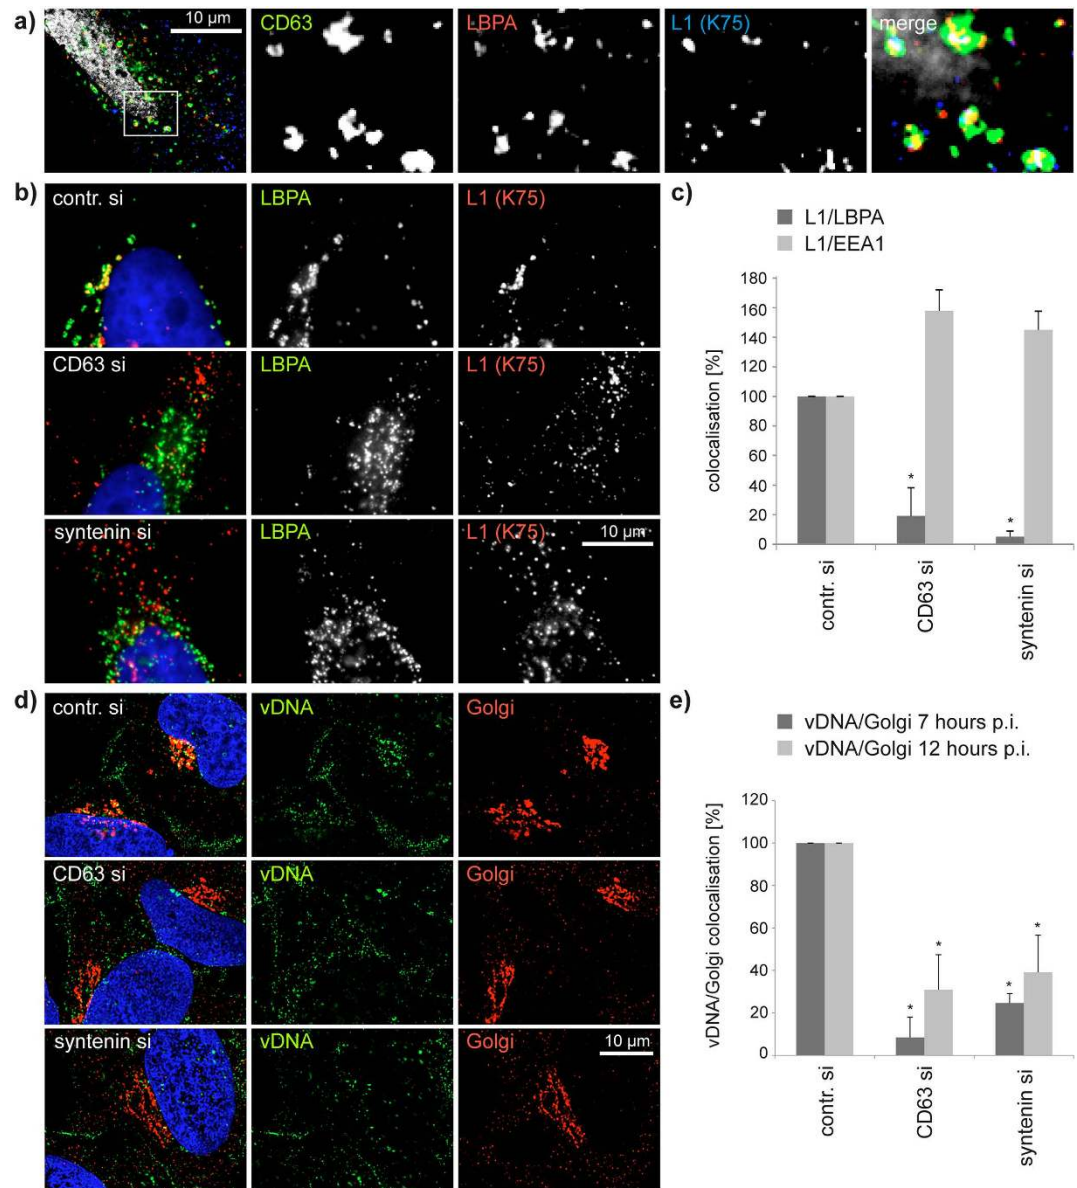 a)
10 µm
CD63
LBPA
L1 (K75)
merge
b)
contr. si
LBPA
L1 (K75)
CD63 si
LBPA
L1 (K75)
syntenin si
LBPA
L1 (K75)
10 µm
c)
L1/LBPA
L1/EEA1
colocalisation [%]
180
160
140
120
100
80
60
40
20
0
*
*
contr. si
CD63 si
syntenin si
d)
contr. si
vDNA
Golgi
CD63 si
vDNA
Golgi
syntenin si
vDNA
Golgi
10 µm
e)
vDNA/Golgi 7 hours p.i.
vDNA/Golgi 12 hours p.i.
vDNA/Golgi colocalisation [%]
120
100
80
60
40
20
0
*
*
*
*
contr. si
CD63 si
syntenin si